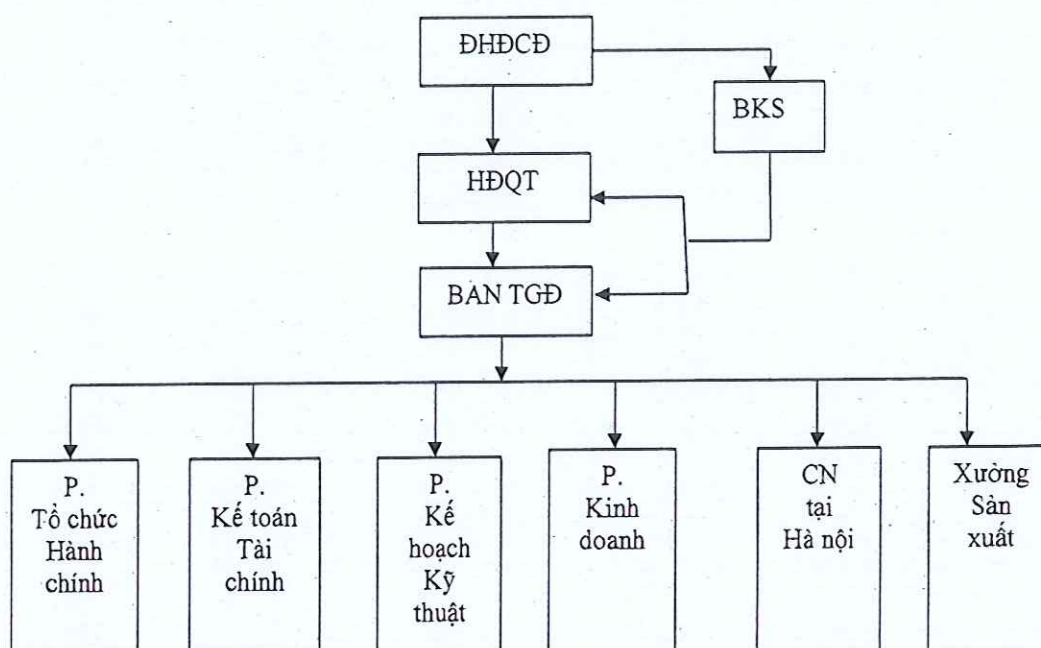 ĐHĐCĐ
BKS
HĐQT
BAN TGĐ
P.
Tổ chức
Hành
chính
P.
Kế toán
Tài
chính
P.
Kế
hoạch
Kỹ
thuật
P.
Kinh
doanh
CN
tại
Hà nội
Xưởng
Sản
xuất